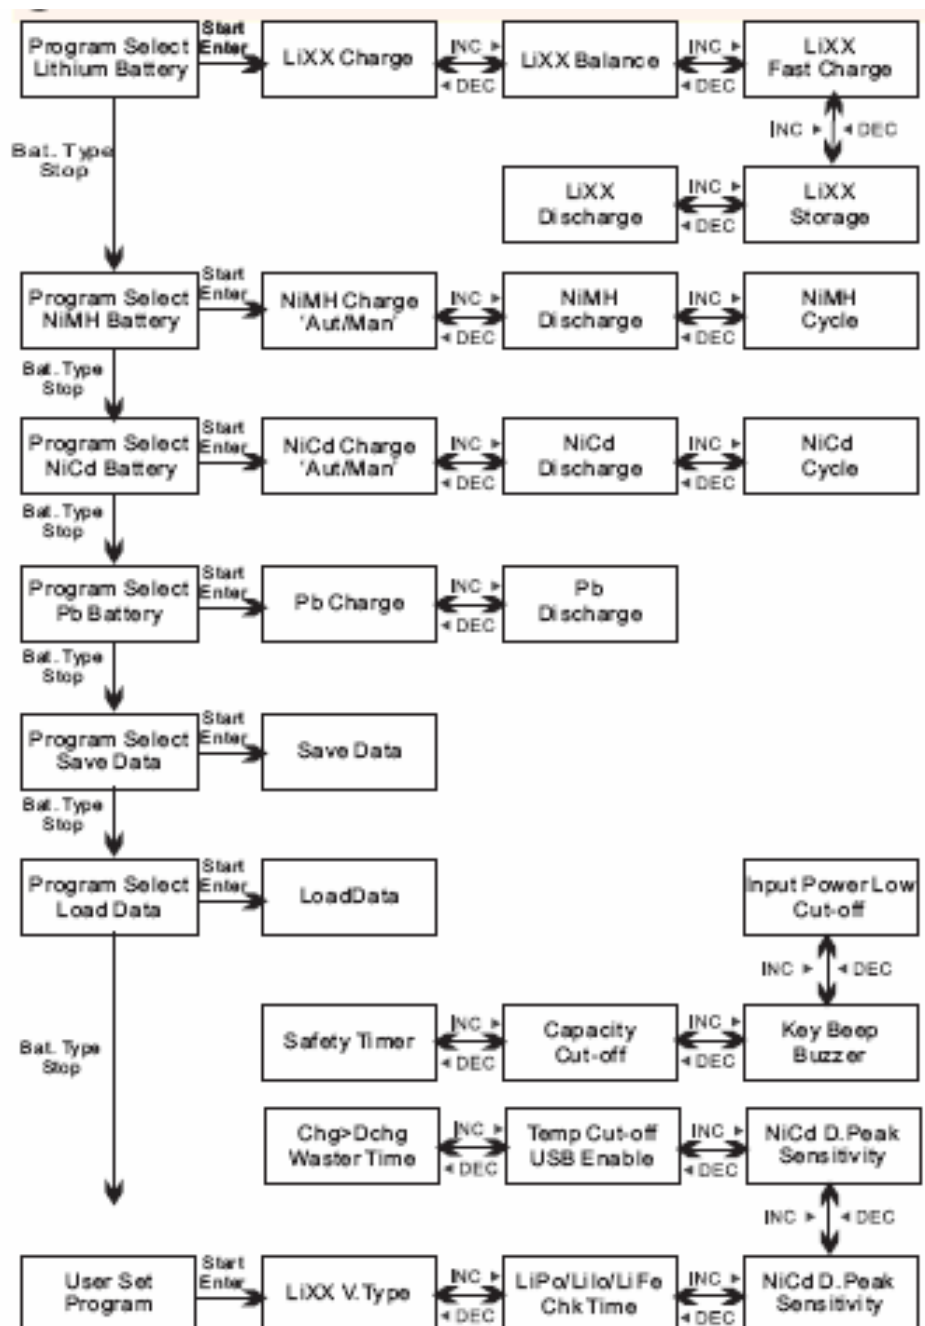 Program Select
Lithium Battery
Start
Enter
LiXX Charge
INC ►
◄ DEC
LiXX Balance
INC ►
◄ DEC
LiXX
Fast Charge
INC ► ◄ DEC
Bat. Type
Stop
LiXX
Discharge
INC ►
◄ DEC
LiXX
Storage
Program Select
NiMH Battery
Start
Enter
NiMH Charge
'Aut/Man'
INC ►
◄ DEC
NiMH
Discharge
INC ►
◄ DEC
NiMH
Cycle
Bat. Type
Stop
Program Select
NiCd Battery
Start
Enter
NiCd Charge
'Aut/Man'
INC ►
◄ DEC
NiCd
Discharge
INC ►
◄ DEC
NiCd
Cycle
Bat. Type
Stop
Program Select
Pb Battery
Start
Enter
Pb Charge
INC ►
◄ DEC
Pb
Discharge
Bat. Type
Stop
Program Select
Save Data
Start
Enter
Save Data
Bat. Type
Stop
Program Select
Load Data
Start
Enter
LoadData
Input Power Low
Cut-off
INC ► ◄ DEC
Bat. Type
Stop
Safety Timer
INC ►
◄ DEC
Capacity
Cut-off
INC ►
◄ DEC
Key Beep
Buzzer
Chg>Dchg
Waster Time
INC ►
◄ DEC
Temp Cut-off
USB Enable
INC ►
◄ DEC
NiCd D.Peak
Sensitivity
INC ► ◄ DEC
User Set
Program
Start
Enter
LiXX V.Type
INC ►
◄ DEC
LiPo/LiIo/LiFe
Chk Time
INC ►
◄ DEC
NiCd D.Peak
Sensitivity